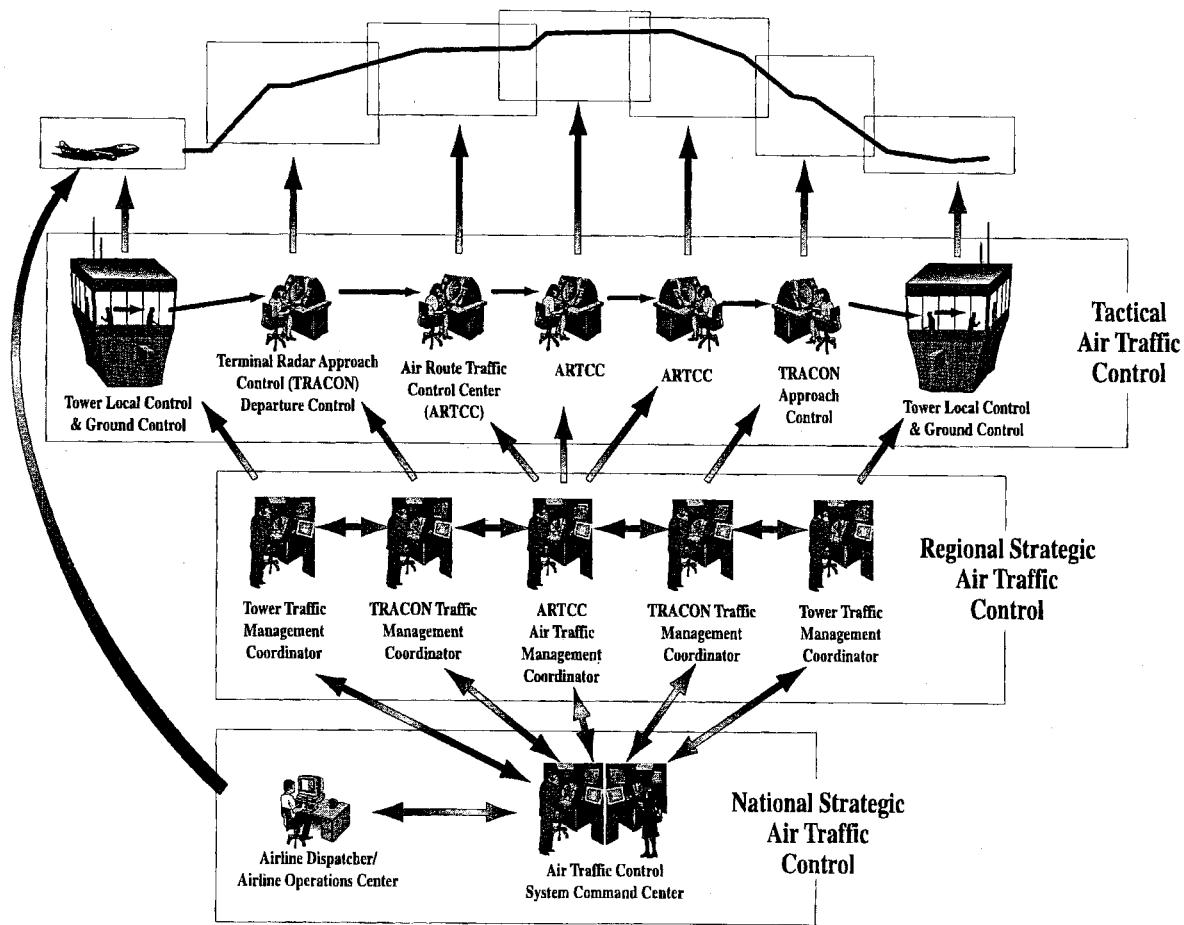 Tower Local Control
& Ground Control
Terminal Radar Approach
Control (TRACON)
Departure Control
Air Route Traffic
Control Center
(ARTCC)
ARTCC
ARTCC
TRACON
Approach
Control
Tower Local Control
& Ground Control
Tactical
Air Traffic
Control
Tower Traffic
Management
Coordinator
TRACON Traffic
Management
Coordinator
ARTCC
Air Traffic
Management
Coordinator
TRACON Traffic
Management
Coordinator
Tower Traffic
Management
Coordinator
Regional Strategic
Air Traffic
Control
Airline Dispatcher/
Airline Operations Center
Air Traffic Control
System Command Center
National Strategic
Air Traffic
Control